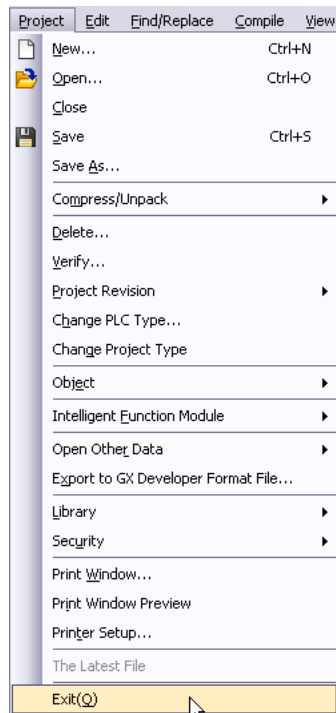 Project Edit Find/Replace Compile View
New... Ctrl+N
Open... Ctrl+O
Close
Save Ctrl+S
Save As...
Compress/Unpack
Delete...
Verify...
Project Revision
Change PLC Type...
Change Project Type
Object
Intelligent Function Module
Open Other Data
Export to GX Developer Format File...
Library
Security
Print Window...
Print Window Preview
Printer Setup...
The Latest File
Exit(Q)